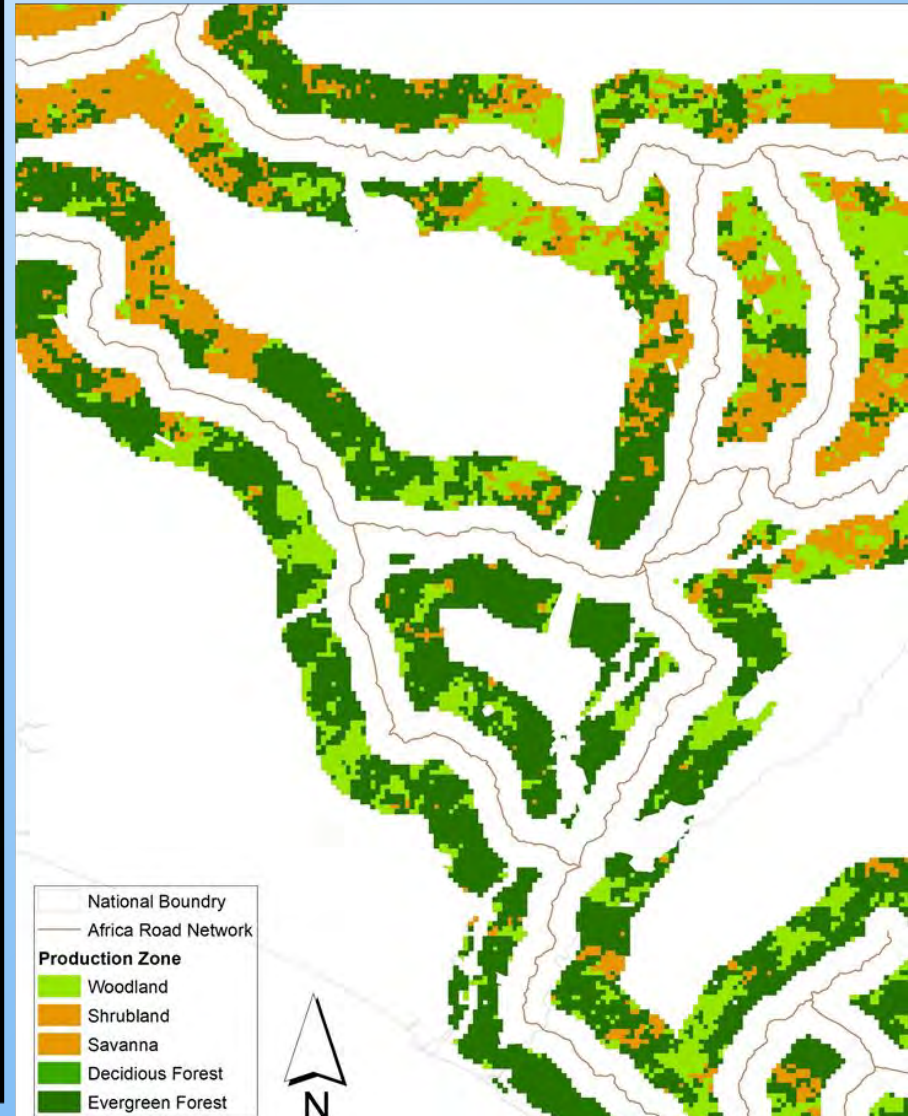 National Boundry
Africa Road Network
Production Zone
Woodland
Shrubland
Savanna
Decidious Forest
Evergreen Forest
N